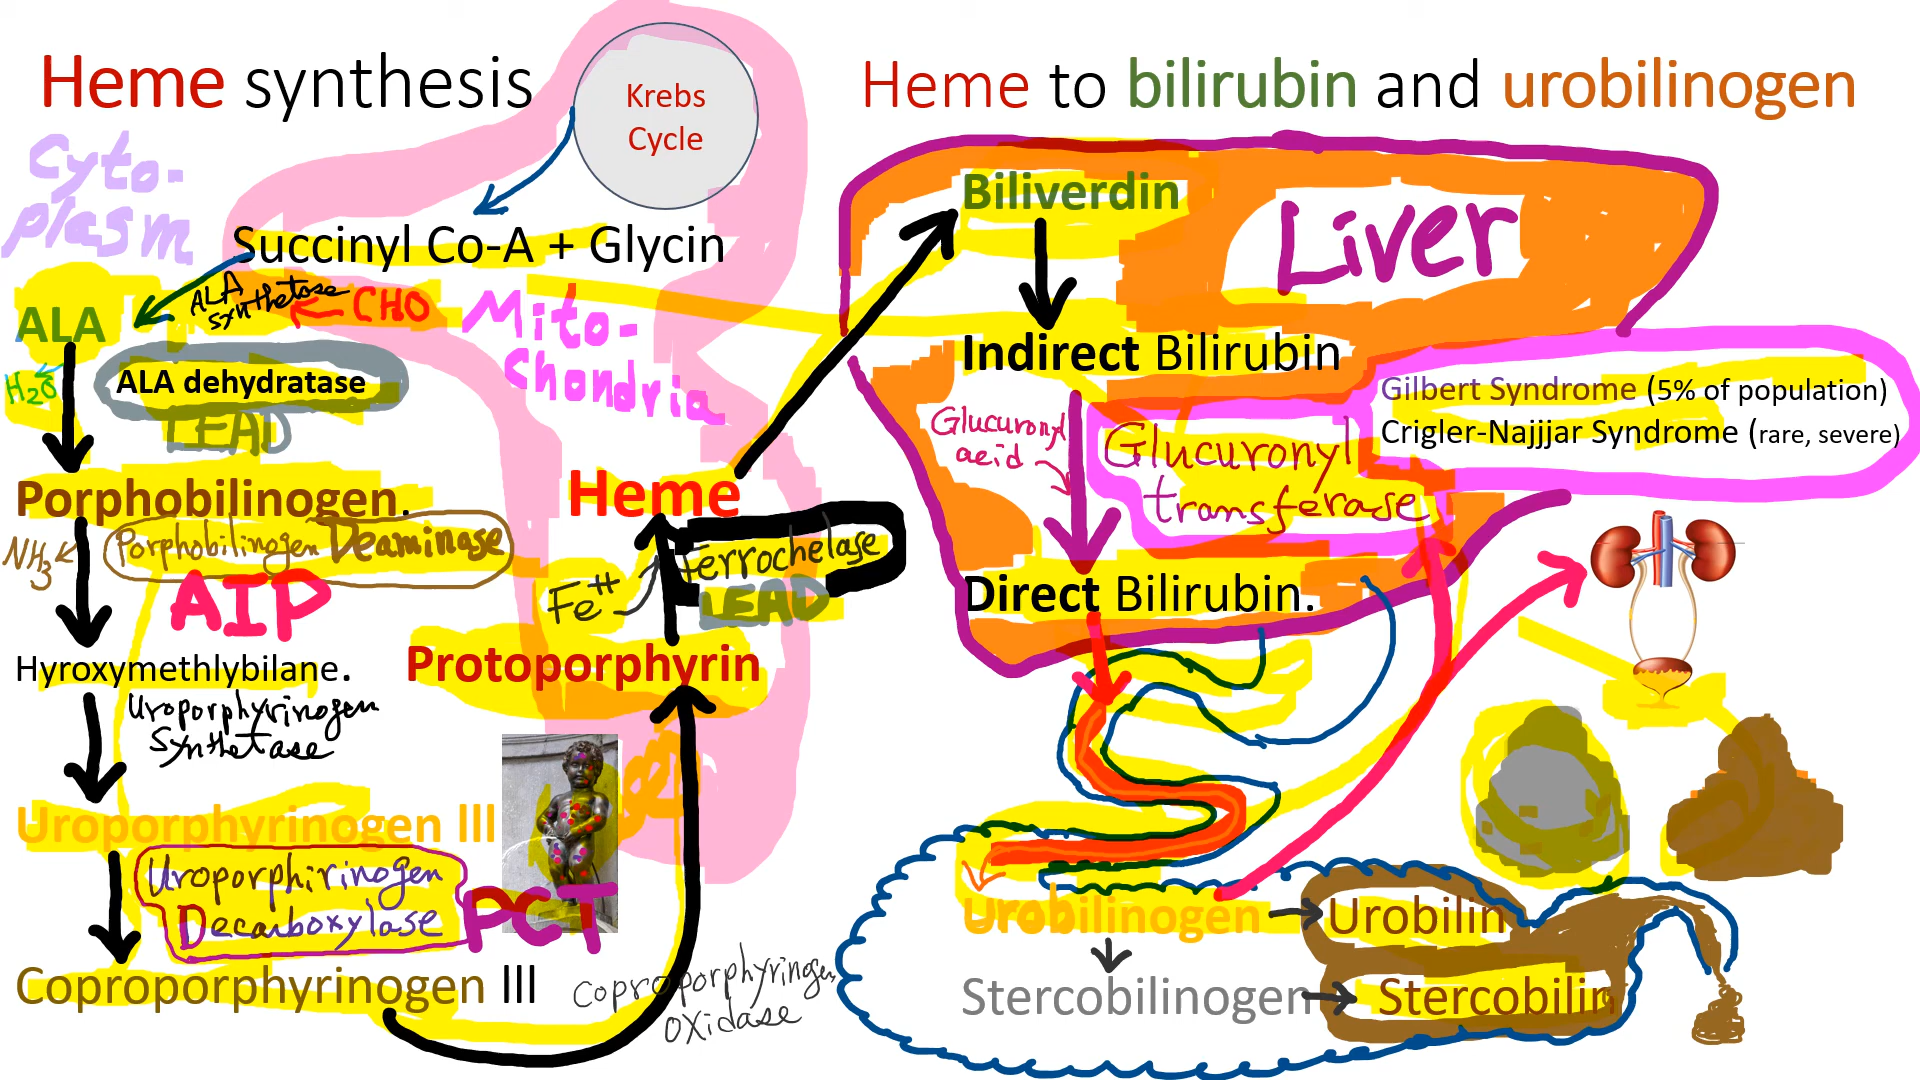 Heme synthesis
Krebs
Cycle
Cyto-
plasm
Succinyl Co-A + Glycin
ALA
synthetase
CHO
ALA
Mito-
chondria
H₂O
ALA dehydratase
LEAD
Porphobilinogen.
NH₃
Porphobilinogen Deaminase
AIP
Hyroxymethlybilane.
Uroporphyrinogen
synthetase
Uroporphyrinogen III
Uroporphirinogen
Decarboxylase
PCT
Coproporphyrinogen III
Coproporphyringen
oxidase
Protoporphyrin
Fe⁺⁺
Ferrochelase
LEAD
Heme
Heme to bilirubin and urobilinogen
Biliverdin
Liver
Indirect Bilirubin
Gilbert Syndrome (5% of population)
Crigler-Najjjar Syndrome (rare, severe)
Glucuronyl
acid
Glucuronyl
transferase
Direct Bilirubin.
Urobilinogen
Urobilin
Stercobilinogen
Stercobilin